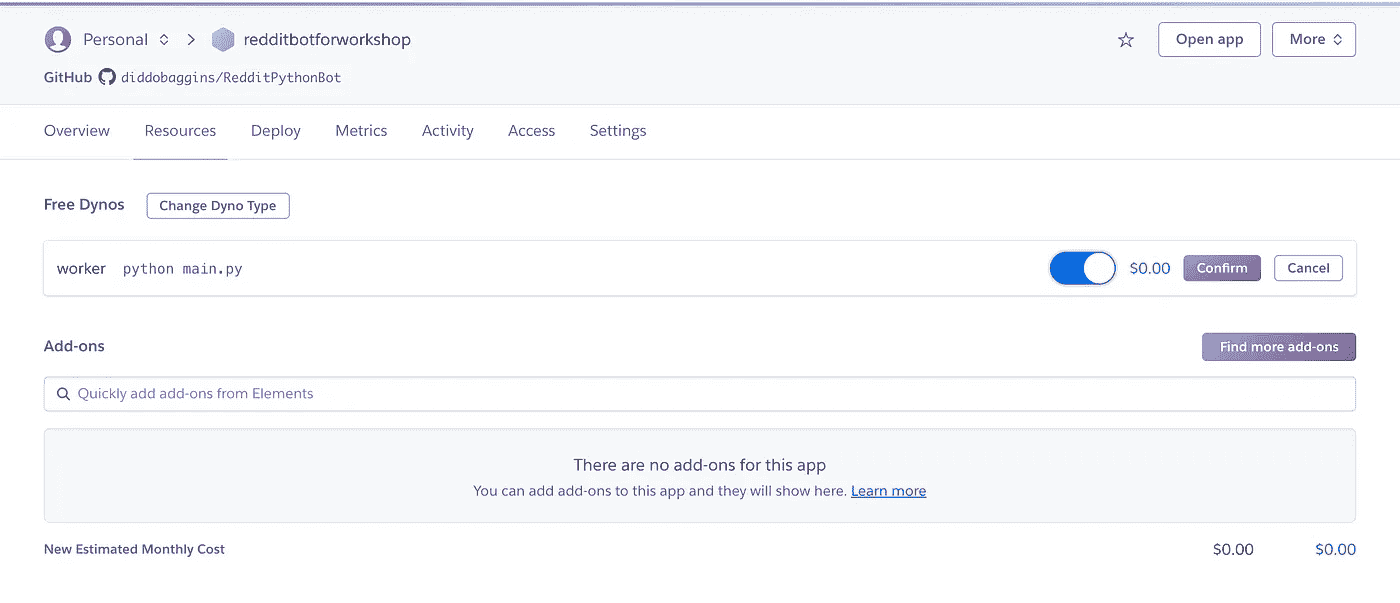 Personal redditbotforworkshop Open app More
GitHub diddobaggins/RedditPythonBot
Overview Resources Deploy Metrics Activity Access Settings
Free Dynos Change Dyno Type
worker python main.py $0.00 Confirm Cancel
Add-ons Find more add-ons
Quickly add add-ons from Elements
There are no add-ons for this app
You can add add-ons to this app and they will show here. Learn more
New Estimated Monthly Cost $0.00 $0.00